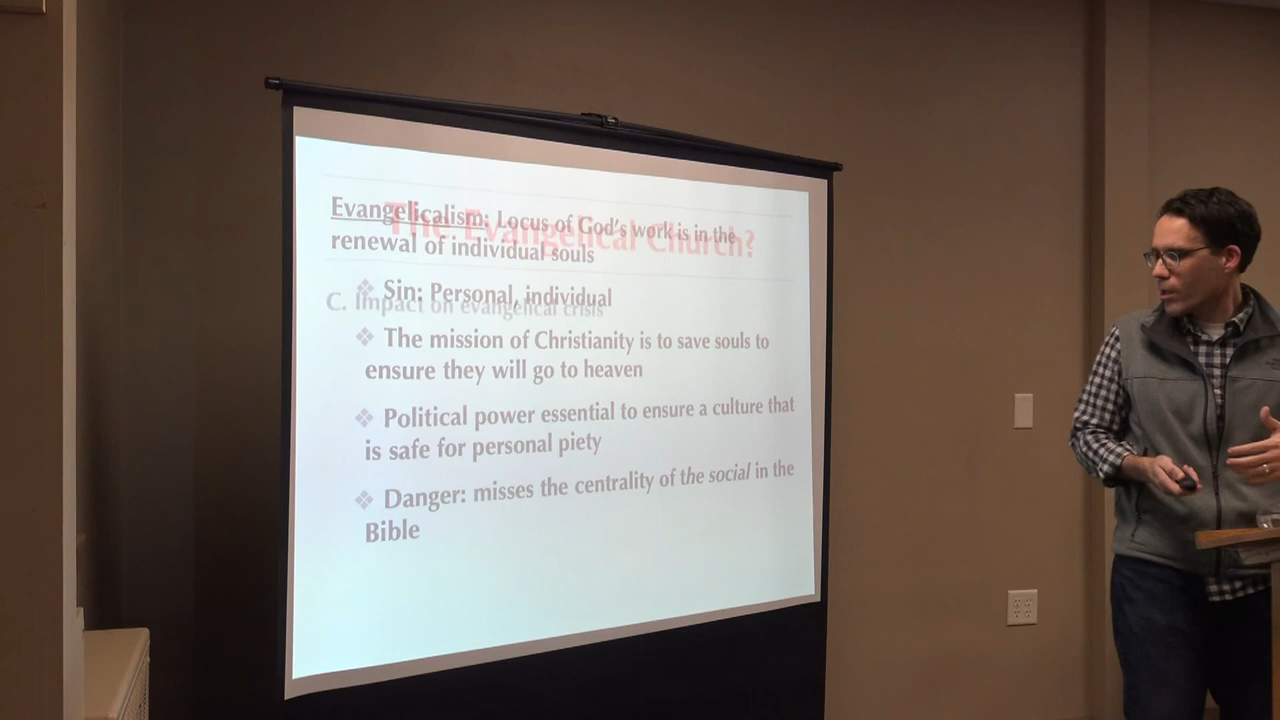 The Evangelical Church?
Evangelicalism: Locus of God's work is in the
renewal of individual souls
❖ Sin: Personal, individual
C. Impact on evangelical crisis
❖ The mission of Christianity is to save souls to
ensure they will go to heaven
❖ Political power essential to ensure a culture that
is safe for personal piety
❖ Danger: misses the centrality of the social in the
Bible